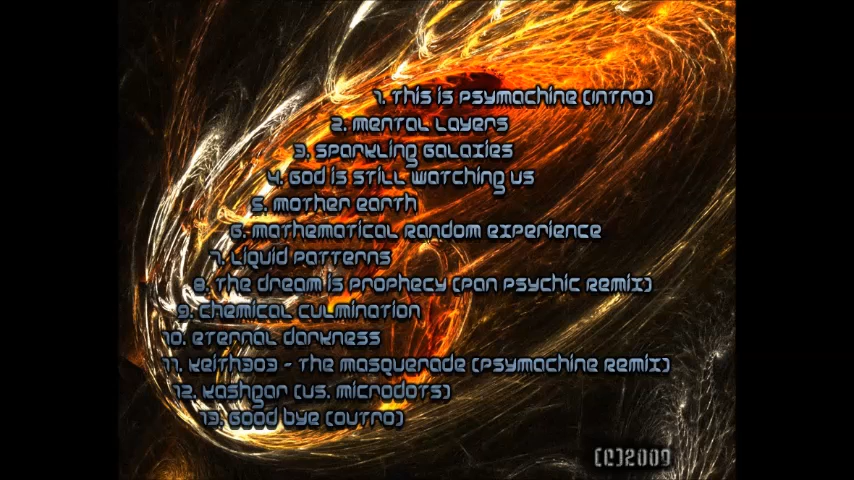 1. This is Psymachine (Intro)
2. Mental Layers
3. Sparkling Galaxies
4. God is still watching us
5. Mother Earth
6. Mathematical Random Experience
7. Liquid Patterns
8. The Dream is Prophecy (Pan Psychic Remix)
9. Chemical Culmination
10. Eternal Darkness
11. Keith303 - The Masquerade (Psymachine Remix)
12. Kashgar (vs. Microdots)
13. Good Bye (Outro)
(C)2009